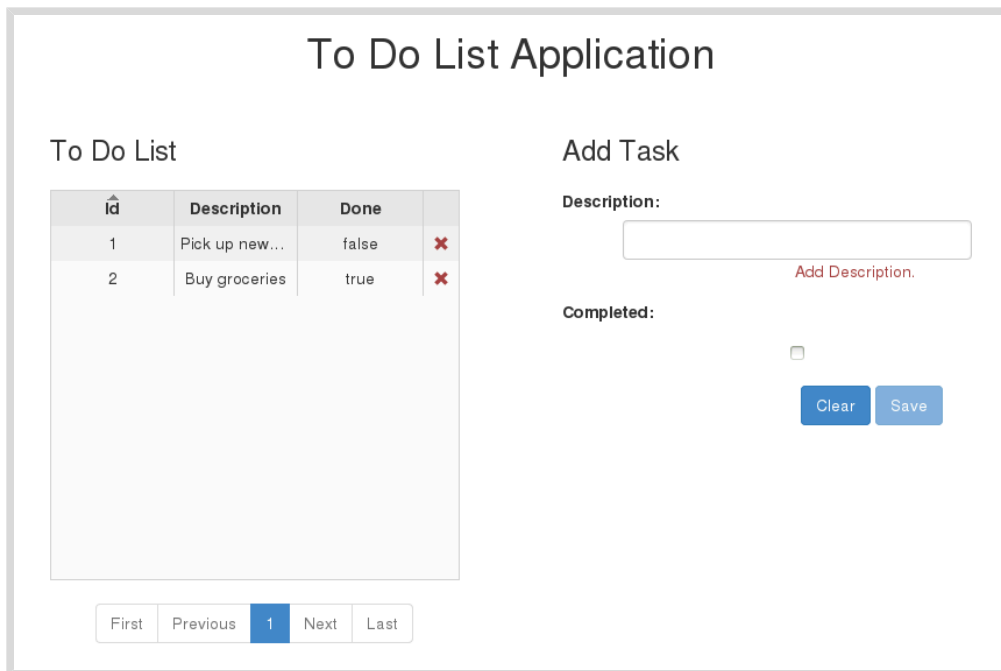 To Do List Application
To Do List
Id Description Done
1 Pick up new... false
2 Buy groceries true
First Previous 1 Next Last
Add Task
Description:
Add Description.
Completed:
Clear Save